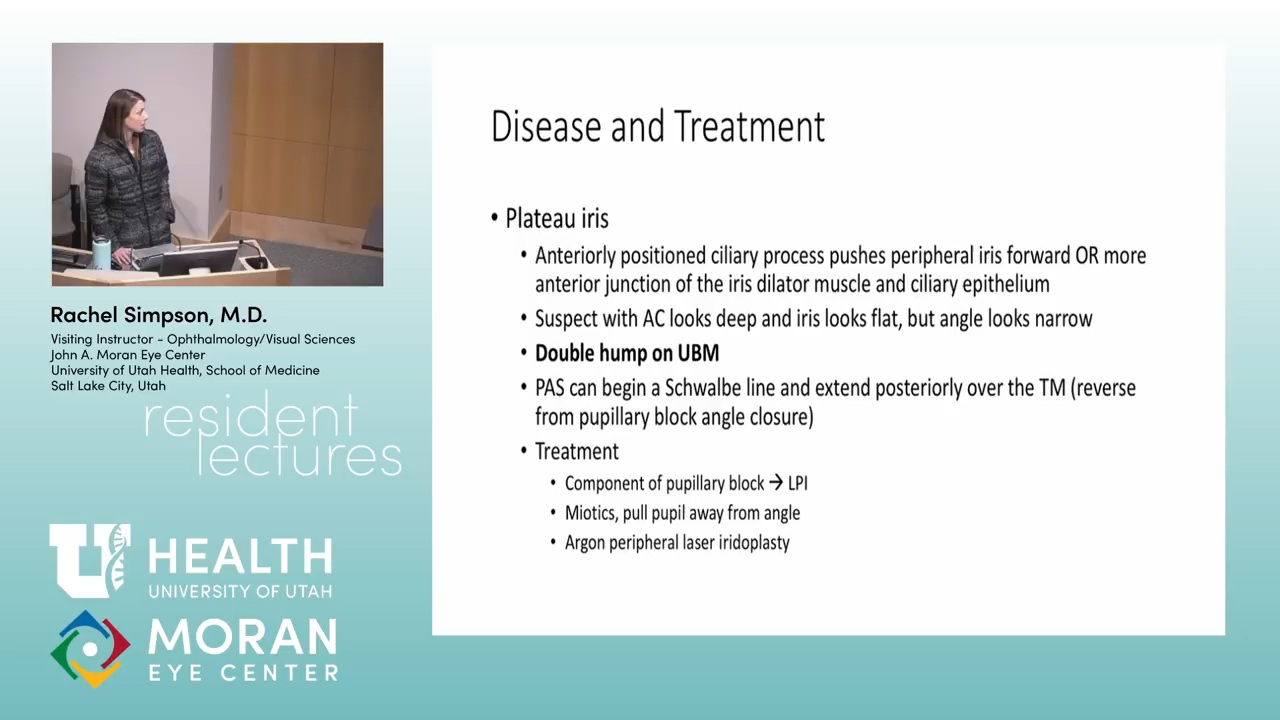 Disease and Treatment
• Plateau iris
• Anteriorly positioned ciliary process pushes peripheral iris forward OR more
anterior junction of the iris dilator muscle and ciliary epithelium
• Suspect with AC looks deep and iris looks flat, but angle looks narrow
• Double hump on UBM
• PAS can begin a Schwalbe line and extend posteriorly over the TM (reverse
from pupillary block angle closure)
• Treatment
• Component of pupillary block → LPI
• Miotics, pull pupil away from angle
• Argon peripheral laser iridoplasty
Rachel Simpson, M.D.
Visiting Instructor - Ophthalmology/Visual Sciences
John A. Moran Eye Center
University of Utah Health, School of Medicine
Salt Lake City, Utah
resident
lectures
U HEALTH
UNIVERSITY OF UTAH
MORAN
EYE CENTER